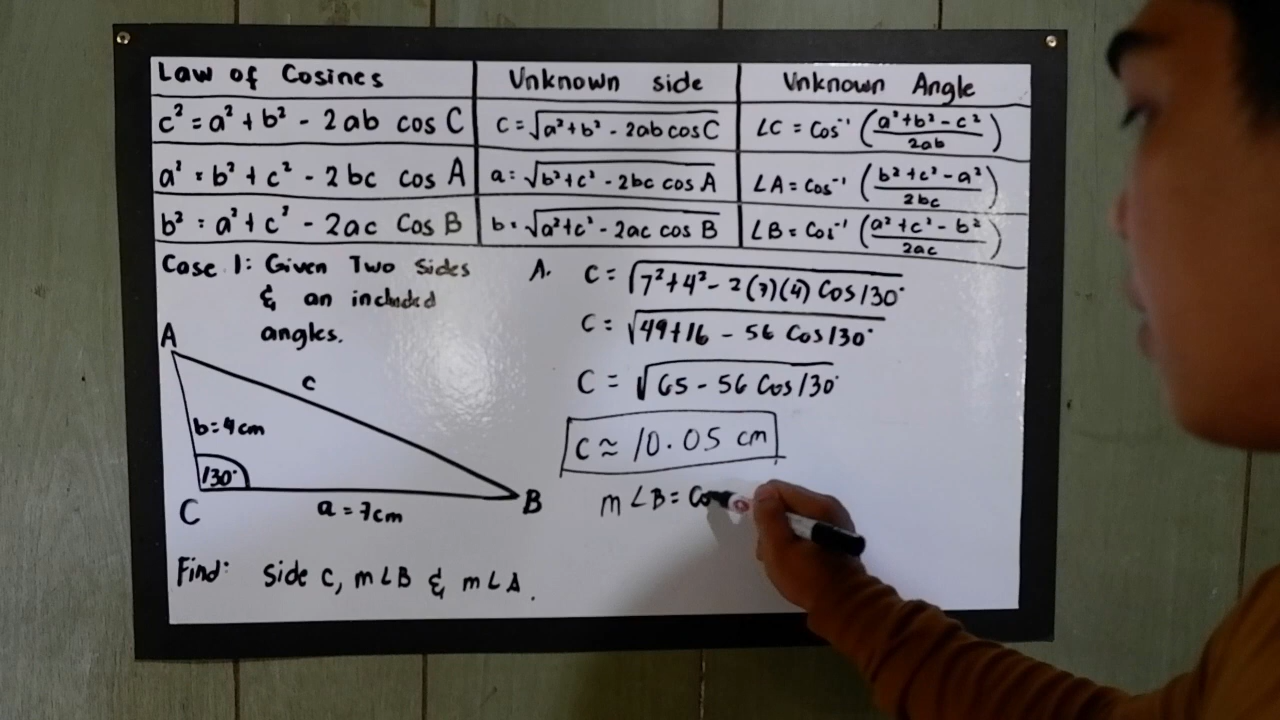 Law of Cosines
Unknown side
Unknown Angle
c² = a² + b² - 2ab cos C
C = √a² + b² - 2ab cos C
∠C = Cos⁻¹ (a² + b² - c² / 2ab)
a² = b² + c² - 2bc cos A
a = √b² + c² - 2bc cos A
∠A = Cos⁻¹ (b² + c² - a² / 2bc)
b² = a² + c² - 2ac Cos B
b = √a² + c² - 2ac cos B
∠B = Cos⁻¹ (a² + c² - b² / 2ac)
Case 1: Given Two Sides
& an included
angles.
A
c
b = 4cm
130°
C
a = 7cm
B
Find: side c, m∠B & m∠A.
A. C = √7² + 4² - 2(7)(4) Cos 130°
C = √49 + 16 - 56 Cos 130°
C = √65 - 56 Cos 130°
C ≈ 10.05 cm
m∠B = Co